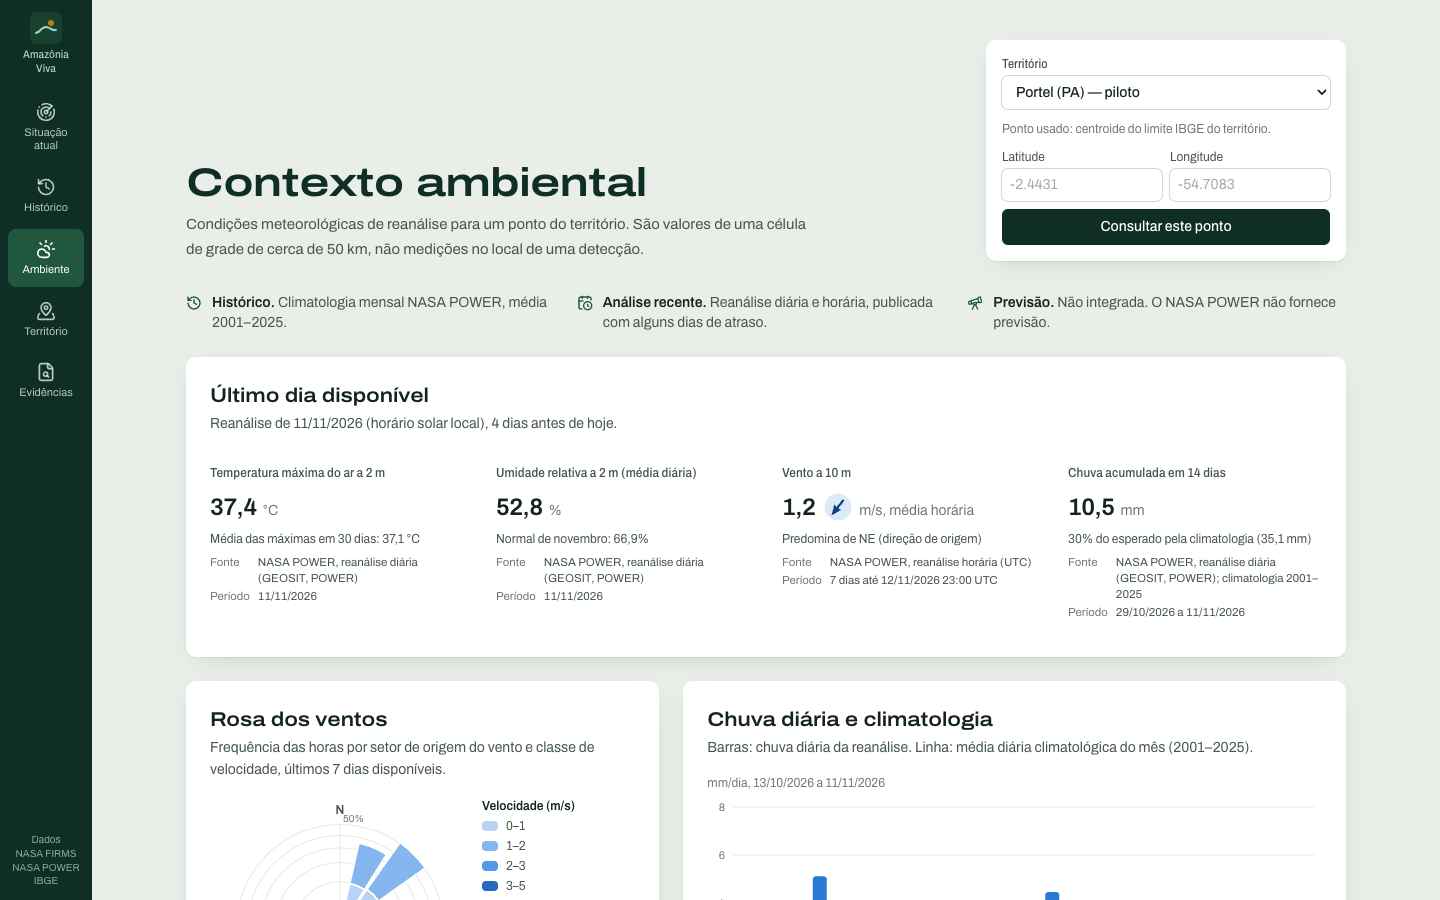 Amazônia
Viva
Situação
atual
Histórico
Ambiente
Território
Evidências
Dados
NASA FIRMS
NASA POWER
IBGE
Contexto ambiental
Condições meteorológicas de reanálise para um ponto do território. São valores de uma célula
de grade de cerca de 50 km, não medições no local de uma detecção.
Território
Portel (PA) — piloto
Ponto usado: centroide do limite IBGE do território.
Latitude
Longitude
-2.4431
-54.7083
Consultar este ponto
Histórico. Climatologia mensal NASA POWER, média
2001–2025.
Análise recente. Reanálise diária e horária, publicada
com alguns dias de atraso.
Previsão. Não integrada. O NASA POWER não fornece
previsão.
Último dia disponível
Reanálise de 11/11/2026 (horário solar local), 4 dias antes de hoje.
Temperatura máxima do ar a 2 m
37,4 °C
Média das máximas em 30 dias: 37,1 °C
Fonte NASA POWER, reanálise diária
(GEOSIT, POWER)
Período 11/11/2026
Umidade relativa a 2 m (média diária)
52,8 %
Normal de novembro: 66,9%
Fonte NASA POWER, reanálise diária
(GEOSIT, POWER)
Período 11/11/2026
Vento a 10 m
1,2 m/s, média horária
Predomina de NE (direção de origem)
Fonte NASA POWER, reanálise horária (UTC)
Período 7 dias até 12/11/2026 23:00 UTC
Chuva acumulada em 14 dias
10,5 mm
30% do esperado pela climatologia (35,1 mm)
Fonte NASA POWER, reanálise diária
(GEOSIT, POWER); climatologia 2001–
2025
Período 29/10/2026 a 11/11/2026
Rosa dos ventos
Frequência das horas por setor de origem do vento e classe de
velocidade, últimos 7 dias disponíveis.
N
50%
Velocidade (m/s)
0–1
1–2
2–3
3–5
Chuva diária e climatologia
Barras: chuva diária da reanálise. Linha: média diária climatológica do mês (2001–2025).
mm/dia, 13/10/2026 a 11/11/2026
8
6